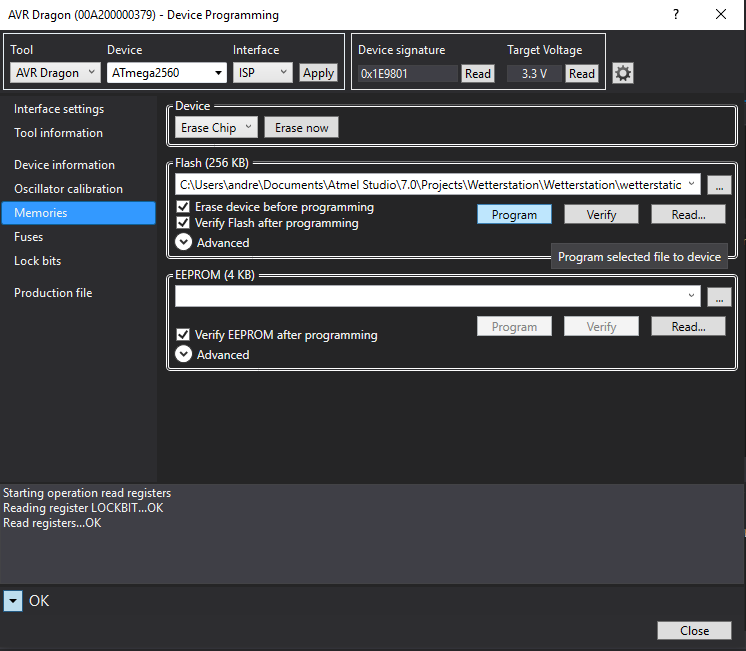 AVR Dragon (00A200000379) - Device Programming
? ✕
Tool Device Interface Device signature Target Voltage
AVR Dragon ATmega2560 ISP Apply 0x1E9801 Read 3.3 V Read
Interface settings
Tool information
Device information
Oscillator calibration
Memories
Fuses
Lock bits
Production file
Device
Erase Chip Erase now
Flash (256 KB)
C:\Users\andre\Documents\Atmel Studio\7.0\Projects\Wetterstation\Wetterstation\wetterstatic ...
Erase device before programming
Verify Flash after programming
Program Verify Read...
Advanced
Program selected file to device
EEPROM (4 KB)
...
Program Verify Read...
Verify EEPROM after programming
Advanced
Starting operation read registers
Reading register LOCKBIT...OK
Read registers...OK
OK
Close